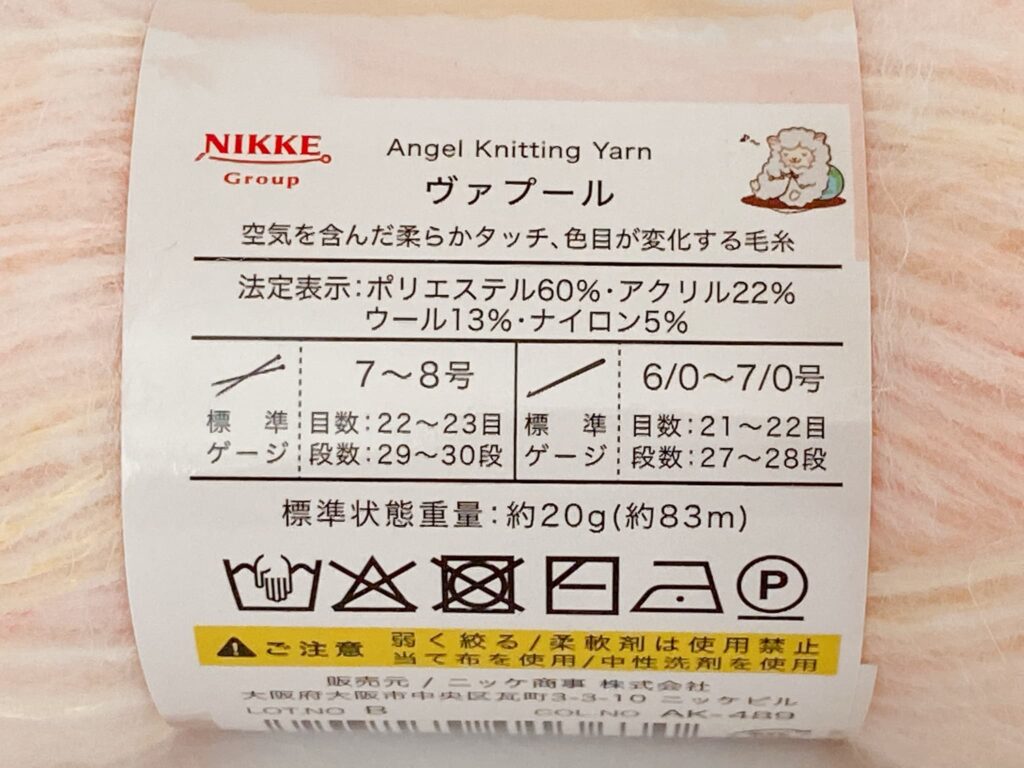 NIKKE
Group
Angel Knitting Yarn
ヴァプール
空気を含んだ柔らかタッチ、色目が変化する毛糸
法定表示:ポリエステル60%・アクリル22%
ウール13%・ナイロン5%
7〜8号
標準ゲージ
目数:22〜23目
段数:29〜30段
6/0〜7/0号
標準ゲージ
目数:21〜22目
段数:27〜28段
標準状態重量:約20g(約83m)
P
ご注意
弱く絞る/柔軟剤は使用禁止
当て布を使用/中性洗剤を使用
販売元 / ニッケ商事 株式会社
大阪府大阪市中央区瓦町3-3-10 ニッケビル
LOT.NO B COL.NO AK-489